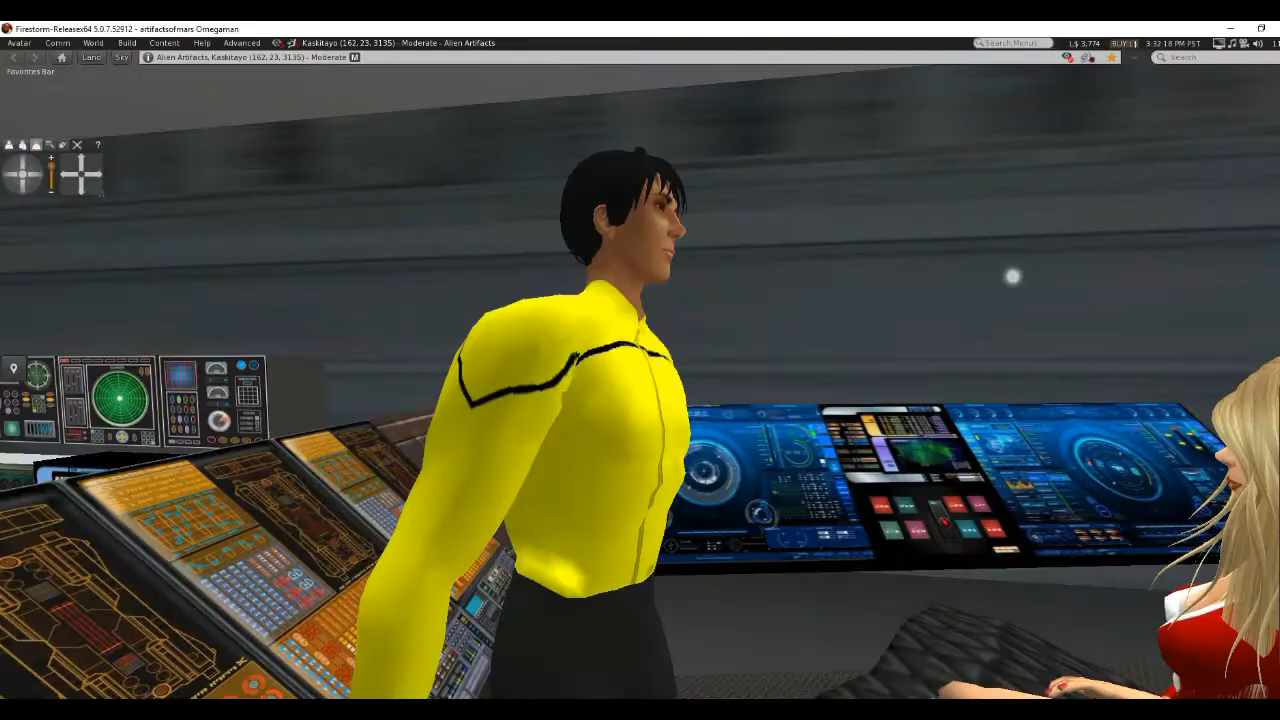 Firestorm-Releasex64 5.0.7.52912 - artifactsofmars Omegaman
Avatar Comm World Build Content Help Advanced Kaskitayo (162, 23, 3135) - Moderate - Alien Artifacts Search Menus L$ 3,774 BUY L$ 3:32:18 PM PST
Land Sky Alien Artifacts, Kaskitayo (162, 23, 3135) - Moderate M Search
Favorites Bar
?